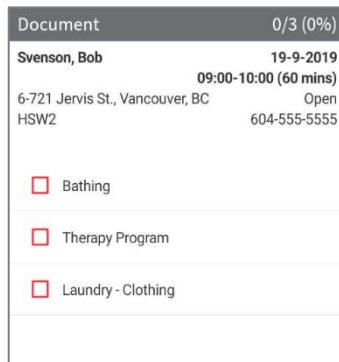 Document 0/3 (0%)
Svenson, Bob 19-9-2019
09:00-10:00 (60 mins)
6-721 Jervis St., Vancouver, BC Open
HSW2 604-555-5555
Bathing
Therapy Program
Laundry - Clothing